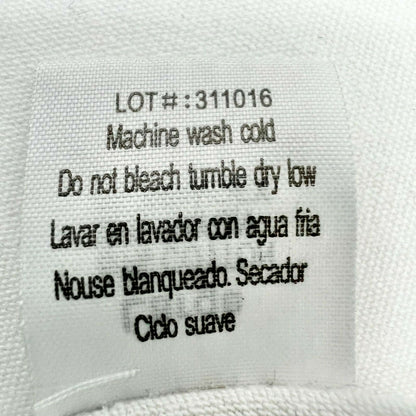 LOT#:311016
Machine wash cold
Do not bleach tumble dry low
Lavar en lavador con agua fria
Nouse blanqueado. Secador
Ciclo suave